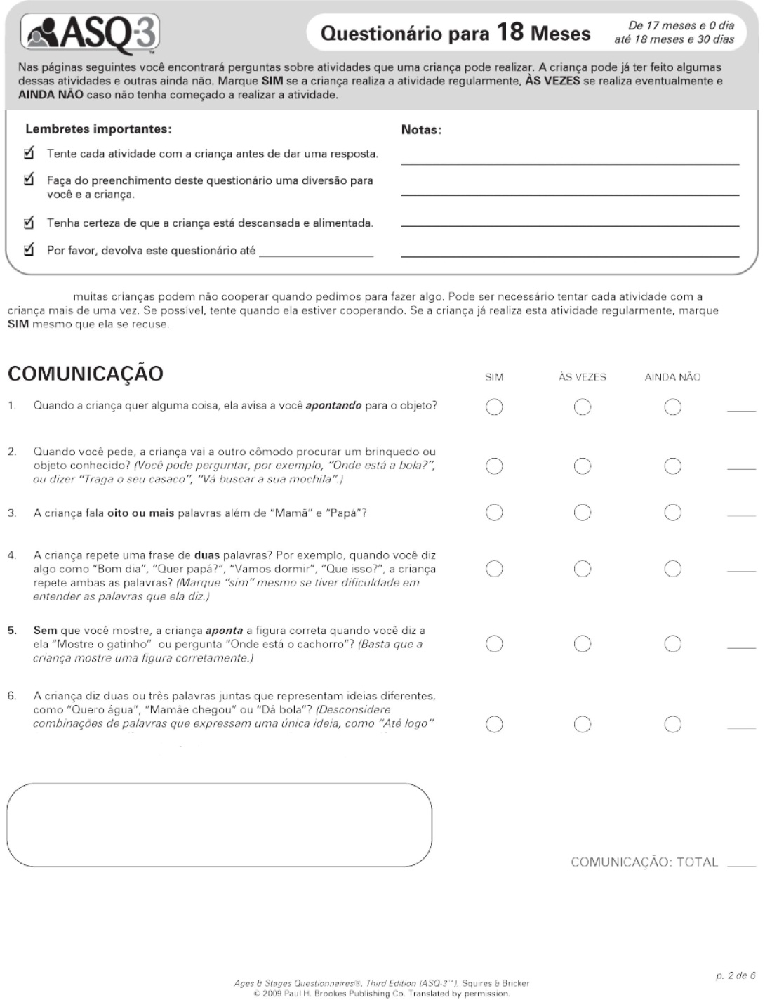 ASQ-3™
Questionário para 18 Meses
De 17 meses e 0 dia
até 18 meses e 30 dias
Nas páginas seguintes você encontrará perguntas sobre atividades que uma criança pode realizar. A criança pode já ter feito algumas
dessas atividades e outras ainda não. Marque SIM se a criança realiza a atividade regularmente, ÀS VEZES se realiza eventualmente e
AINDA NÃO caso não tenha começado a realizar a atividade.
Lembretes importantes:
Tente cada atividade com a criança antes de dar uma resposta.
Faça do preenchimento deste questionário uma diversão para
você e a criança.
Tenha certeza de que a criança está descansada e alimentada.
Por favor, devolva este questionário até
Notas:
muitas crianças podem não cooperar quando pedimos para fazer algo. Pode ser necessário tentar cada atividade com a
criança mais de uma vez. Se possível, tente quando ela estiver cooperando. Se a criança já realiza esta atividade regularmente, marque
SIM mesmo que ela se recuse.
COMUNICAÇÃO
SIM ÀS VEZES AINDA NÃO
1. Quando a criança quer alguma coisa, ela avisa a você apontando para o objeto?
2. Quando você pede, a criança vai a outro cômodo procurar um brinquedo ou
objeto conhecido? (Você pode perguntar, por exemplo, “Onde está a bola?”,
ou dizer “Traga o seu casaco”, “Vá buscar a sua mochila”.)
3. A criança fala oito ou mais palavras além de “Mamã” e “Papá”?
4. A criança repete uma frase de duas palavras? Por exemplo, quando você diz
algo como “Bom dia”, “Quer papá?“, “Vamos dormir”, “Que isso?”, a criança
repete ambas as palavras? (Marque “sim” mesmo se tiver dificuldade em
entender as palavras que ela diz.)
5. Sem que você mostre, a criança aponta a figura correta quando você diz a
ela “Mostre o gatinho” ou pergunta “Onde está o cachorro”? (Basta que a
criança mostre uma figura corretamente.)
6. A criança diz duas ou três palavras juntas que representam ideias diferentes,
como “Quero água”, “Mamãe chegou” ou “Dá bola”? (Desconsidere
combinações de palavras que expressam uma única ideia, como “Até logo”
COMUNICAÇÃO: TOTAL
p. 2 de 6
Ages & Stages Questionnaires®, Third Edition (ASQ-3™), Squires & Bricker
© 2009 Paul H. Brookes Publishing Co. Translated by permission.